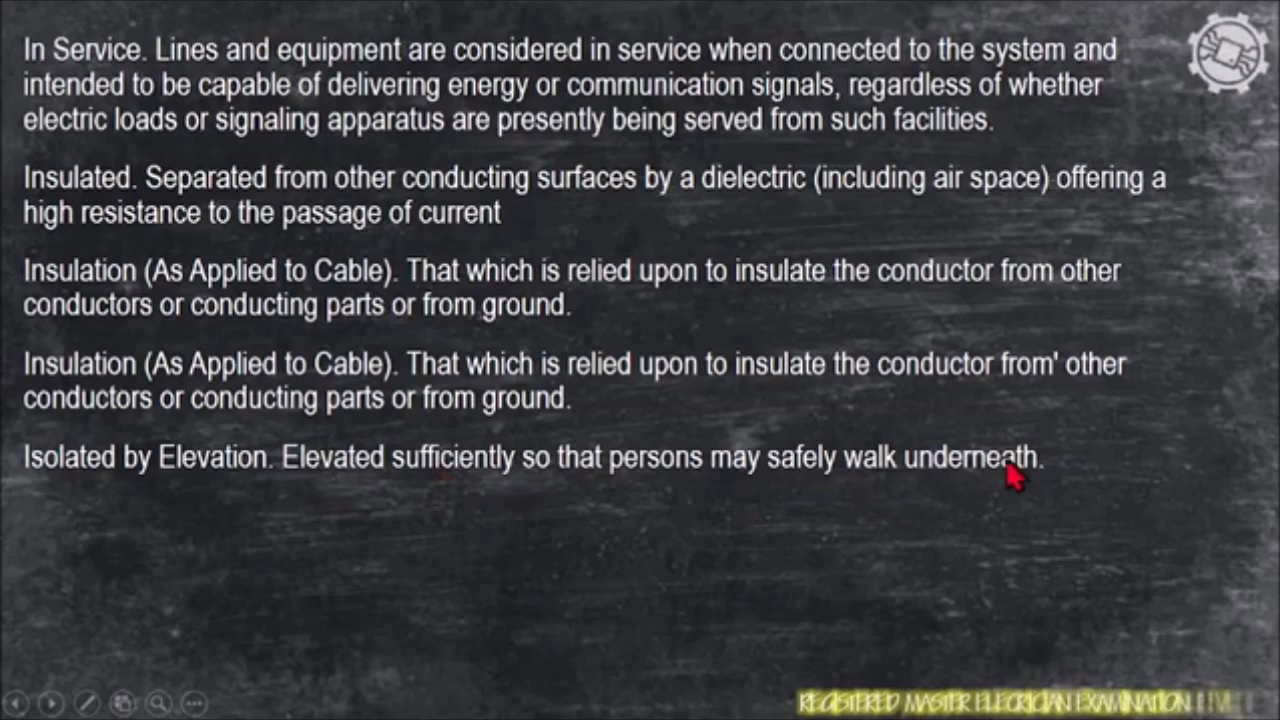 In Service. Lines and equipment are considered in service when connected to the system and
intended to be capable of delivering energy or communication signals, regardless of whether
electric loads or signaling apparatus are presently being served from such facilities.
Insulated. Separated from other conducting surfaces by a dielectric (including air space) offering a
high resistance to the passage of current
Insulation (As Applied to Cable). That which is relied upon to insulate the conductor from other
conductors or conducting parts or from ground.
Insulation (As Applied to Cable). That which is relied upon to insulate the conductor from' other
conductors or conducting parts or from ground.
Isolated by Elevation. Elevated sufficiently so that persons may safely walk underneath.
REGISTERED MASTER ELECRICIAN EXAMINATION